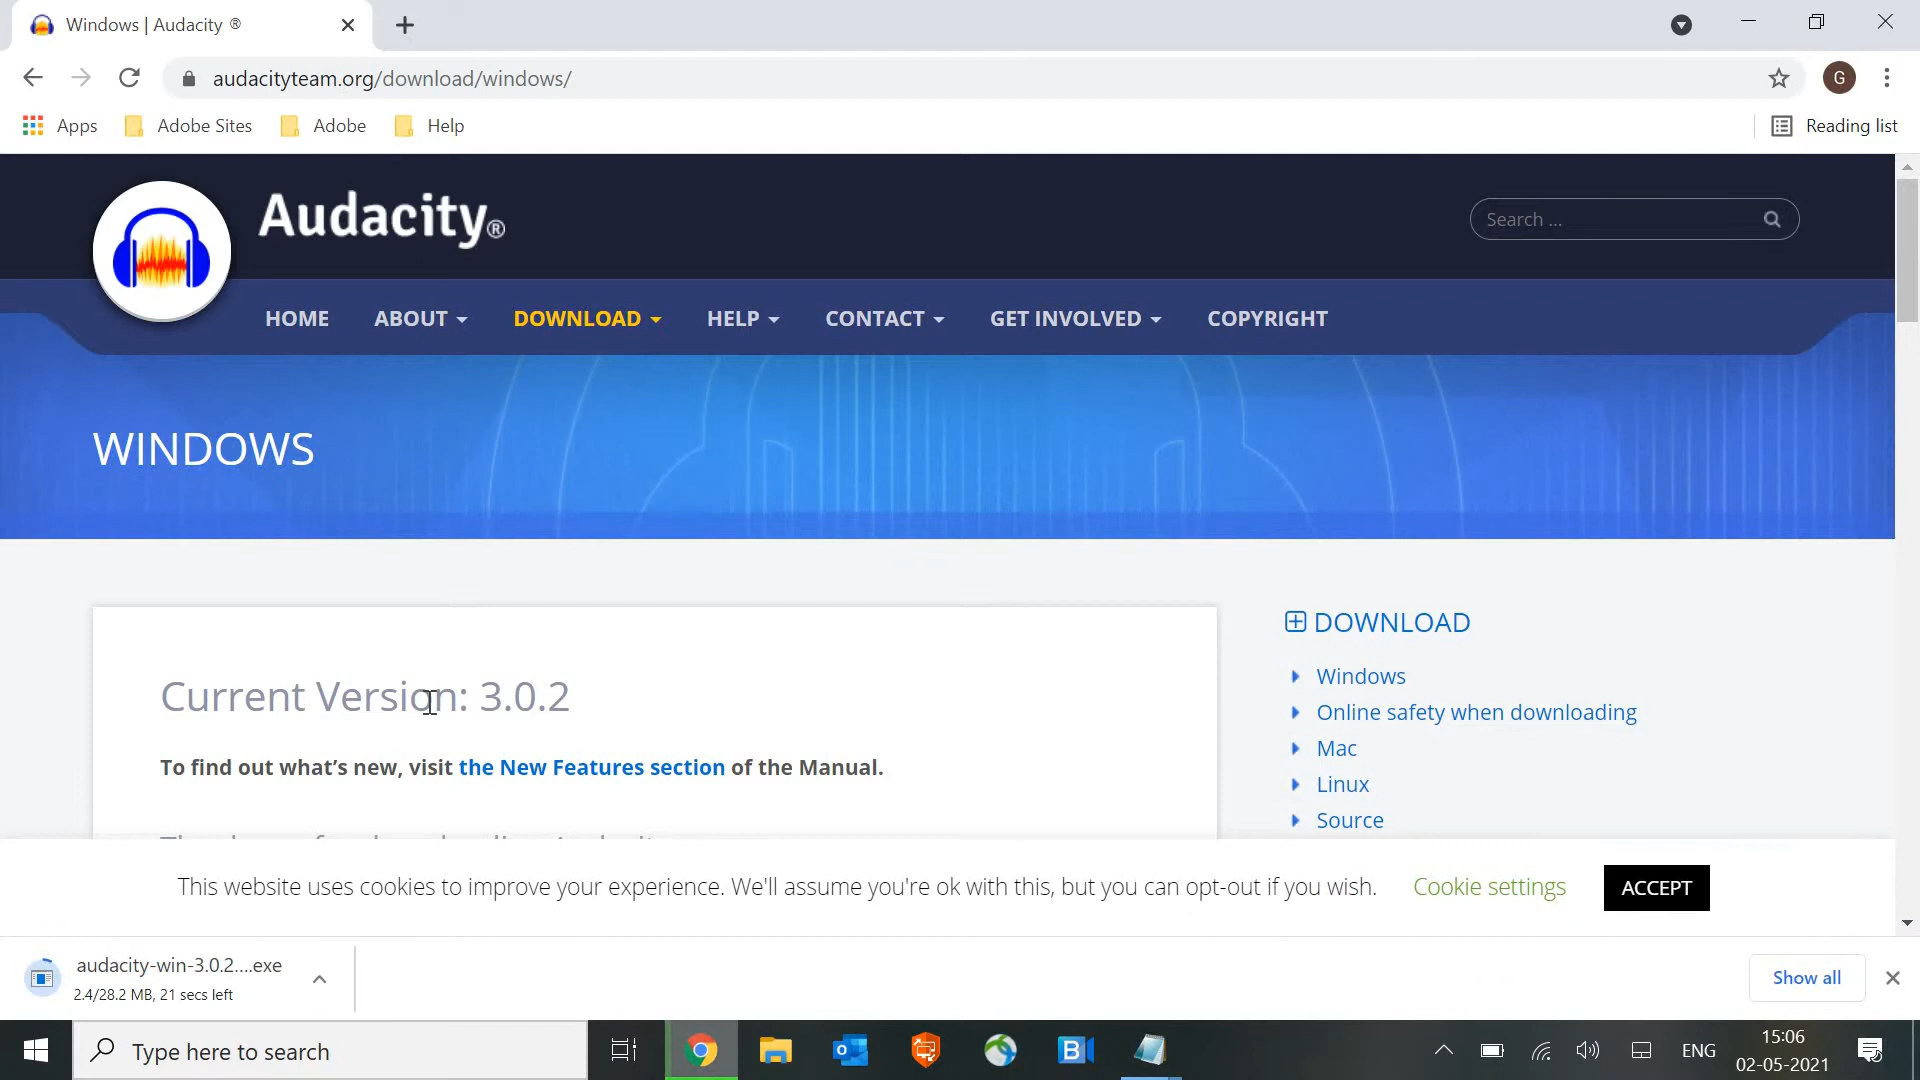 Windows | Audacity ®
audacityteam.org/download/windows/
G
Apps
Adobe Sites
Adobe
Help
Reading list
Audacity®
Search ...
HOME
ABOUT
DOWNLOAD
HELP
CONTACT
GET INVOLVED
COPYRIGHT
WINDOWS
Current Version: 3.0.2
To find out what’s new, visit the New Features section of the Manual.
DOWNLOAD
Windows
Online safety when downloading
Mac
Linux
Source
This website uses cookies to improve your experience. We'll assume you're ok with this, but you can opt-out if you wish.
Cookie settings
ACCEPT
audacity-win-3.0.2....exe
2.4/28.2 MB, 21 secs left
Show all
Type here to search
ENG
15:06
02-05-2021